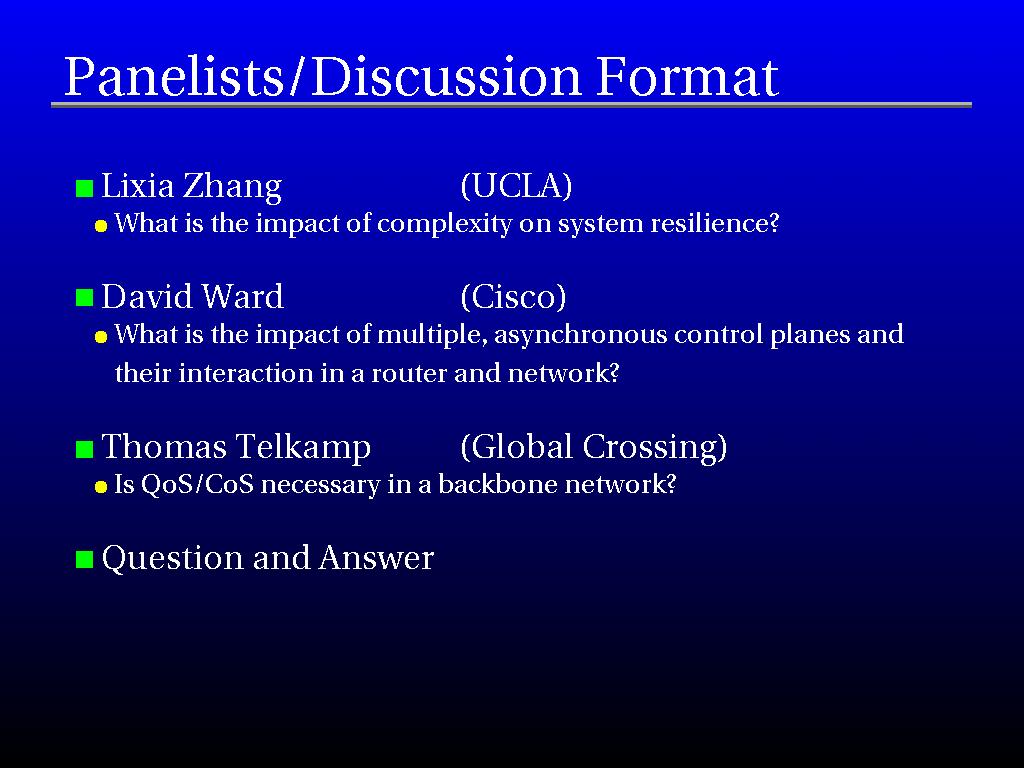 Panelists/Discussion Format
Lixia Zhang (UCLA)
What is the impact of complexity on system resilience?
David Ward (Cisco)
What is the impact of multiple, asynchronous control planes and
their interaction in a router and network?
Thomas Telkamp (Global Crossing)
Is QoS/CoS necessary in a backbone network?
Question and Answer